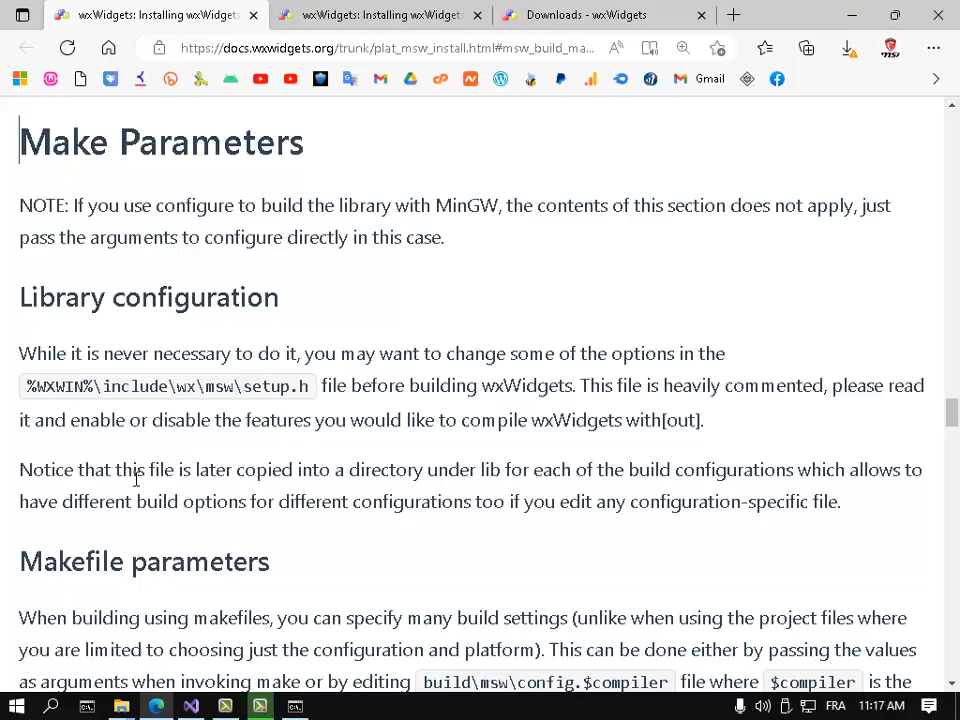 wxWidgets: Installing wxWidgets
wxWidgets: Installing wxWidgets
Downloads - wxWidgets
https://docs.wxwidgets.org/trunk/plat_msw_install.html#msw_build_ma...
Gmail
Make Parameters
NOTE: If you use configure to build the library with MinGW, the contents of this section does not apply, just
pass the arguments to configure directly in this case.
Library configuration
While it is never necessary to do it, you may want to change some of the options in the
%WXWIN%\include\wx\msw\setup.h file before building wxWidgets. This file is heavily commented, please read
it and enable or disable the features you would like to compile wxWidgets with[out].
Notice that this file is later copied into a directory under lib for each of the build configurations which allows to
have different build options for different configurations too if you edit any configuration-specific file.
Makefile parameters
When building using makefiles, you can specify many build settings (unlike when using the project files where
you are limited to choosing just the configuration and platform). This can be done either by passing the values
as arguments when invoking make or by editing build\msw\config.$compiler file where $compiler is the
FRA 11:17 AM